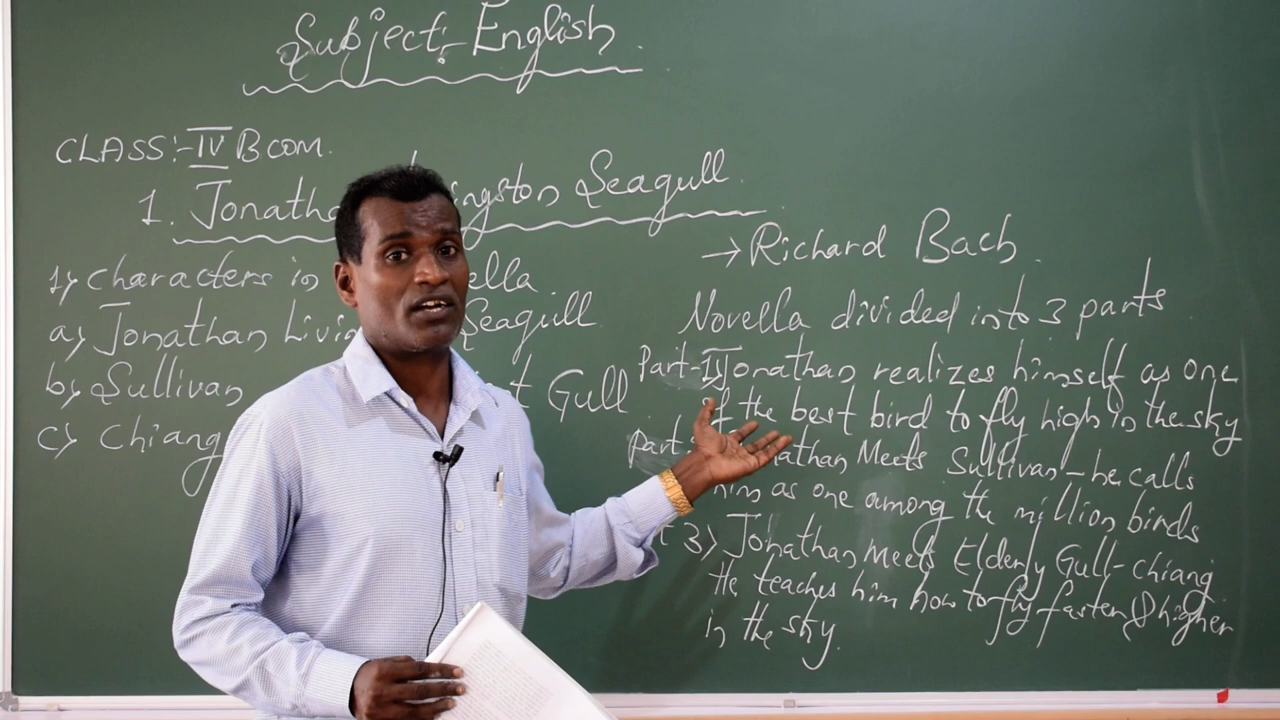 Subject:- English.
CLASS:- IV B com.
1. Jonatha ingston Seagull.
→ Richard Bach.
1) characters in ella.
a) Jonathan Livin Seagull
b) Sullivan t Gull
c) chiang
Novella divided into 3 parts
Part-I) Jonathan realizes himself as one
of the best bird to fly high in the sky
part nathan Meets Sullivan - he calls
him as one among the million birds
3) Jonathan meets Elderly Gull - chiang
He teaches him how to fly faster & higher
in the sky